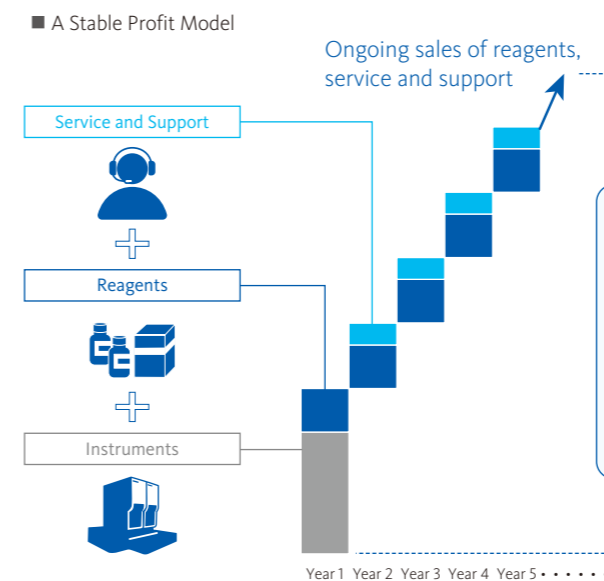 ■ A Stable Profit Model
Ongoing sales of reagents,
service and support
Service and Support
Reagents
Instruments
Year 1 Year 2 Year 3 Year 4 Year 5 · · · · ·